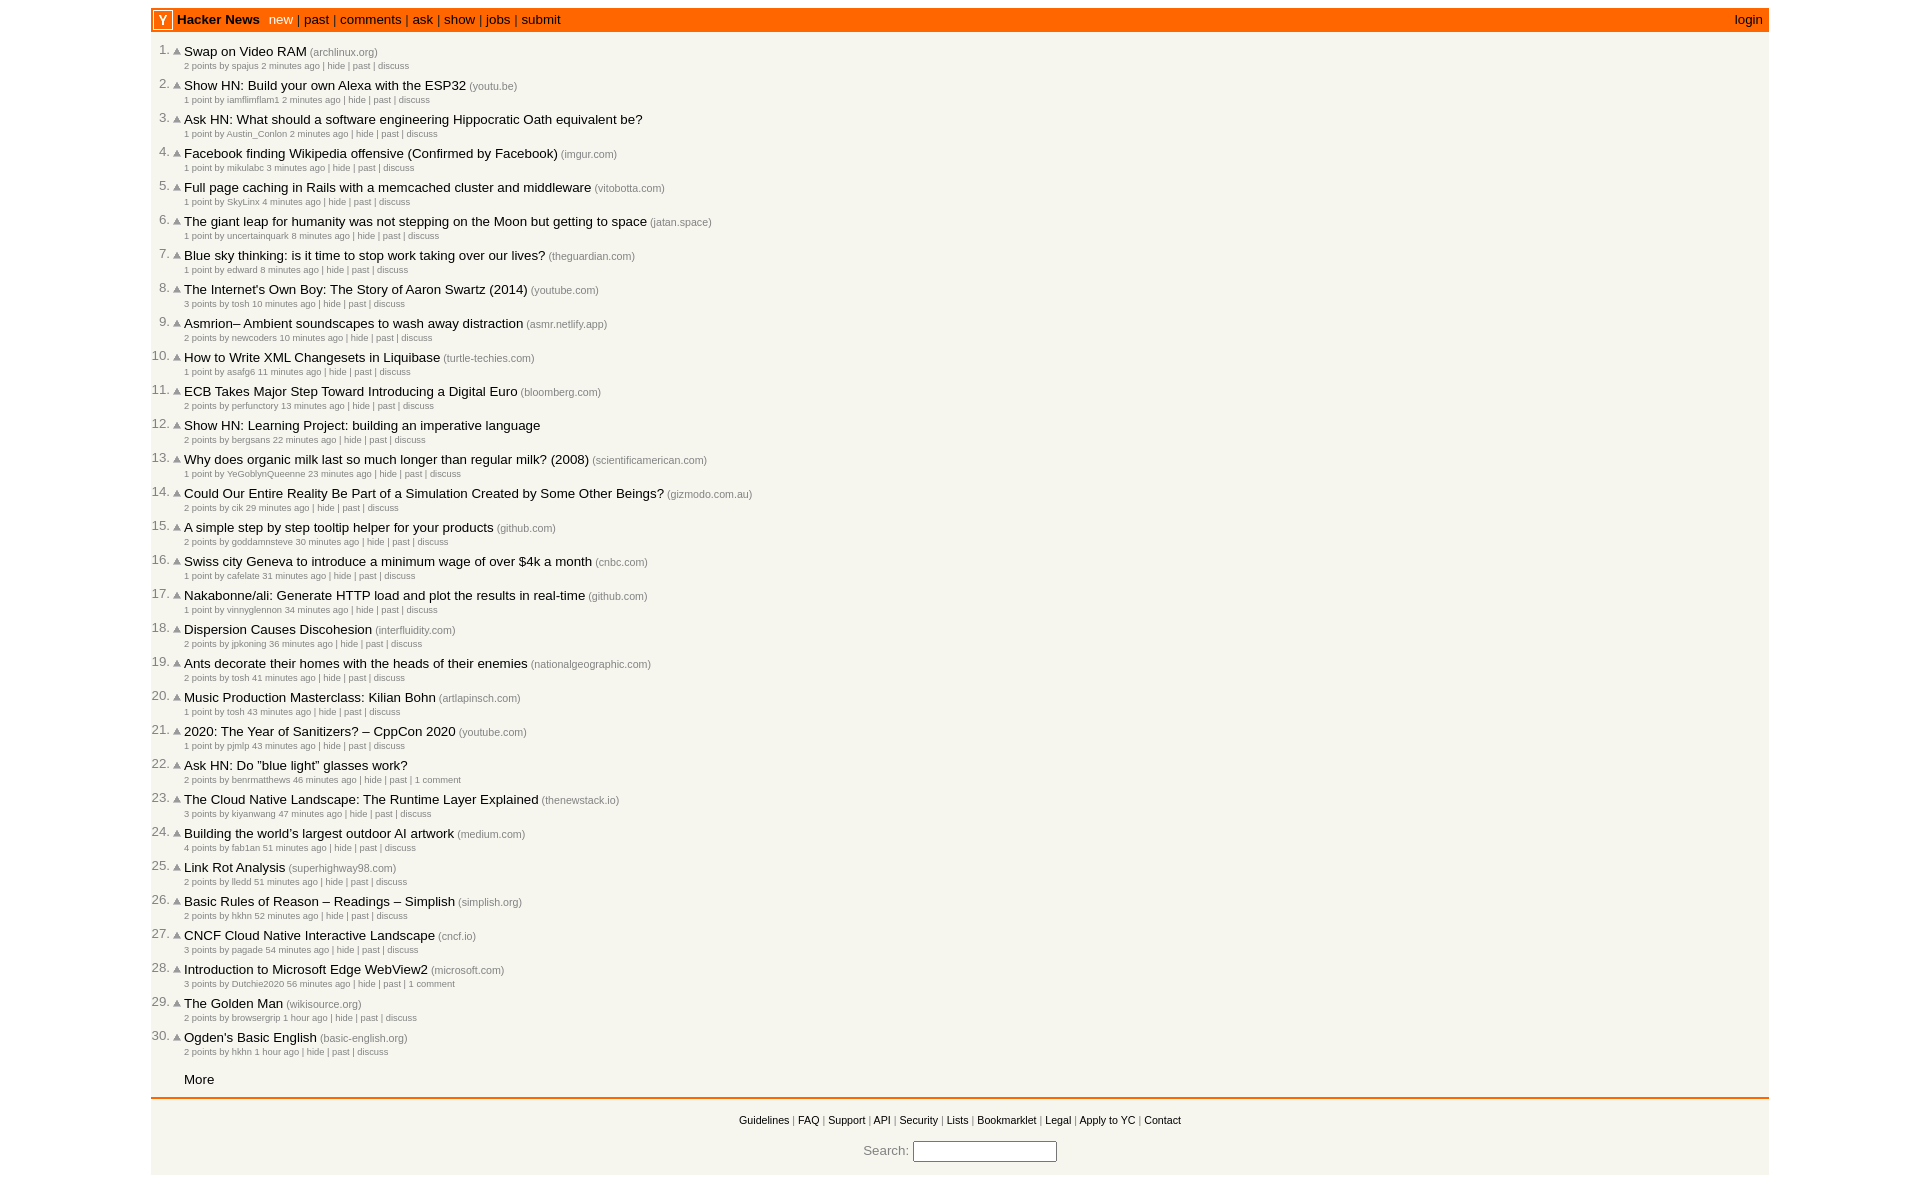 Y Hacker News new | past | comments | ask | show | jobs | submit login
1. Swap on Video RAM (archlinux.org)
2 points by spajus 2 minutes ago | hide | past | discuss
2. Show HN: Build your own Alexa with the ESP32 (youtu.be)
1 point by iamflimflam1 2 minutes ago | hide | past | discuss
3. Ask HN: What should a software engineering Hippocratic Oath equivalent be?
1 point by Austin_Conlon 2 minutes ago | hide | past | discuss
4. Facebook finding Wikipedia offensive (Confirmed by Facebook) (imgur.com)
1 point by mikulabc 3 minutes ago | hide | past | discuss
5. Full page caching in Rails with a memcached cluster and middleware (vitobotta.com)
1 point by SkyLinx 4 minutes ago | hide | past | discuss
6. The giant leap for humanity was not stepping on the Moon but getting to space (jatan.space)
1 point by uncertainquark 8 minutes ago | hide | past | discuss
7. Blue sky thinking: is it time to stop work taking over our lives? (theguardian.com)
1 point by edward 8 minutes ago | hide | past | discuss
8. The Internet's Own Boy: The Story of Aaron Swartz (2014) (youtube.com)
3 points by tosh 10 minutes ago | hide | past | discuss
9. Asmrion– Ambient soundscapes to wash away distraction (asmr.netlify.app)
2 points by newcoders 10 minutes ago | hide | past | discuss
10. How to Write XML Changesets in Liquibase (turtle-techies.com)
1 point by asafg6 11 minutes ago | hide | past | discuss
11. ECB Takes Major Step Toward Introducing a Digital Euro (bloomberg.com)
2 points by perfunctory 13 minutes ago | hide | past | discuss
12. Show HN: Learning Project: building an imperative language
2 points by bergsans 22 minutes ago | hide | past | discuss
13. Why does organic milk last so much longer than regular milk? (2008) (scientificamerican.com)
1 point by YeGoblynQueenne 23 minutes ago | hide | past | discuss
14. Could Our Entire Reality Be Part of a Simulation Created by Some Other Beings? (gizmodo.com.au)
2 points by cik 29 minutes ago | hide | past | discuss
15. A simple step by step tooltip helper for your products (github.com)
2 points by goddamnsteve 30 minutes ago | hide | past | discuss
16. Swiss city Geneva to introduce a minimum wage of over $4k a month (cnbc.com)
1 point by cafelate 31 minutes ago | hide | past | discuss
17. Nakabonne/ali: Generate HTTP load and plot the results in real-time (github.com)
1 point by vinnyglennon 34 minutes ago | hide | past | discuss
18. Dispersion Causes Discohesion (interfluidity.com)
2 points by jpkoning 36 minutes ago | hide | past | discuss
19. Ants decorate their homes with the heads of their enemies (nationalgeographic.com)
2 points by tosh 41 minutes ago | hide | past | discuss
20. Music Production Masterclass: Kilian Bohn (artlapinsch.com)
1 point by tosh 43 minutes ago | hide | past | discuss
21. 2020: The Year of Sanitizers? – CppCon 2020 (youtube.com)
1 point by pjmlp 43 minutes ago | hide | past | discuss
22. Ask HN: Do ”blue light” glasses work?
2 points by benrmatthews 46 minutes ago | hide | past | 1 comment
23. The Cloud Native Landscape: The Runtime Layer Explained (thenewstack.io)
3 points by kiyanwang 47 minutes ago | hide | past | discuss
24. Building the world’s largest outdoor AI artwork (medium.com)
4 points by fab1an 51 minutes ago | hide | past | discuss
25. Link Rot Analysis (superhighway98.com)
2 points by lledd 51 minutes ago | hide | past | discuss
26. Basic Rules of Reason – Readings – Simplish (simplish.org)
2 points by hkhn 52 minutes ago | hide | past | discuss
27. CNCF Cloud Native Interactive Landscape (cncf.io)
3 points by pagade 54 minutes ago | hide | past | discuss
28. Introduction to Microsoft Edge WebView2 (microsoft.com)
3 points by Dutchie2020 56 minutes ago | hide | past | 1 comment
29. The Golden Man (wikisource.org)
2 points by browsergrip 1 hour ago | hide | past | discuss
30. Ogden's Basic English (basic-english.org)
2 points by hkhn 1 hour ago | hide | past | discuss
More
Guidelines | FAQ | Support | API | Security | Lists | Bookmarklet | Legal | Apply to YC | Contact
Search: